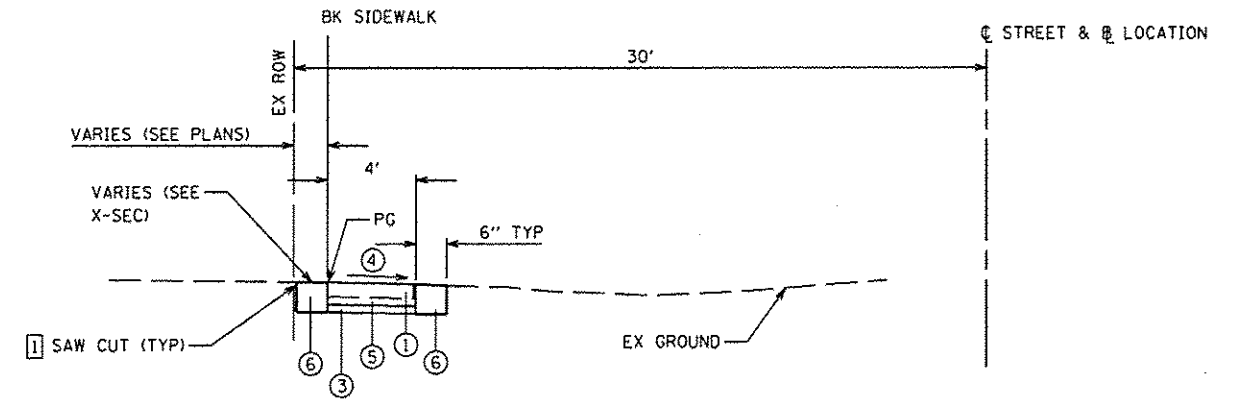 BK SIDEWALK
℄ STREET & BL LOCATION
EX ROW
30'
VARIES (SEE PLANS)
4'
VARIES (SEE
X-SEC)
PG
6'' TYP
4
1 SAW CUT (TYP)
EX GROUND
6
3
5
1
6